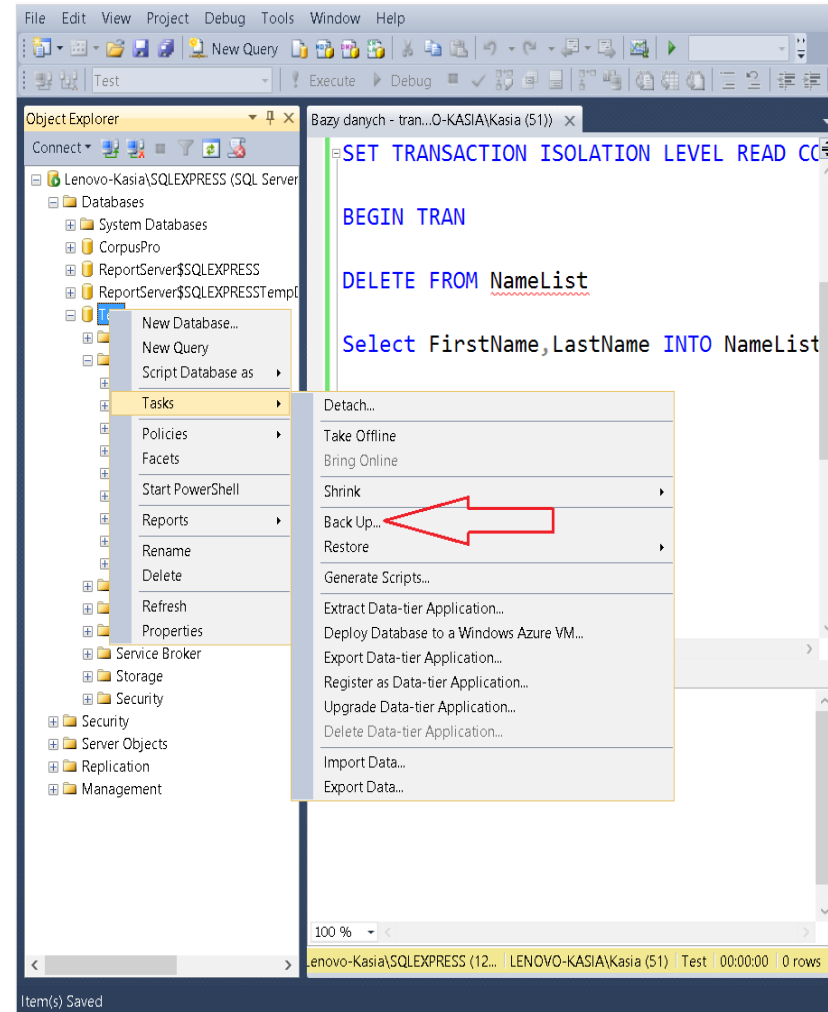 File Edit View Project Debug Tools Window Help
New Query
Test Execute Debug
Object Explorer
Connect
Lenovo-Kasia\SQLEXPRESS (SQL Server
Databases
System Databases
CorpusPro
ReportServer$SQLEXPRESS
ReportServer$SQLEXPRESSTemp
New Database...
New Query
Script Database as
Tasks
Policies
Facets
Start PowerShell
Reports
Rename
Delete
Refresh
Properties
Service Broker
Storage
Security
Security
Server Objects
Replication
Management
Detach...
Take Offline
Bring Online
Shrink
Back Up...
Restore
Generate Scripts...
Extract Data-tier Application...
Deploy Database to a Windows Azure VM...
Export Data-tier Application...
Register as Data-tier Application...
Upgrade Data-tier Application...
Delete Data-tier Application...
Import Data...
Export Data...
Bazy danych - tran...O-KASIA\Kasia (51))
SET TRANSACTION ISOLATION LEVEL READ CO
BEGIN TRAN
DELETE FROM NameList
Select FirstName,LastName INTO NameList
100 %
Lenovo-Kasia\SQLEXPRESS (12... LENOVO-KASIA\Kasia (51) Test 00:00:00 0 rows
Item(s) Saved